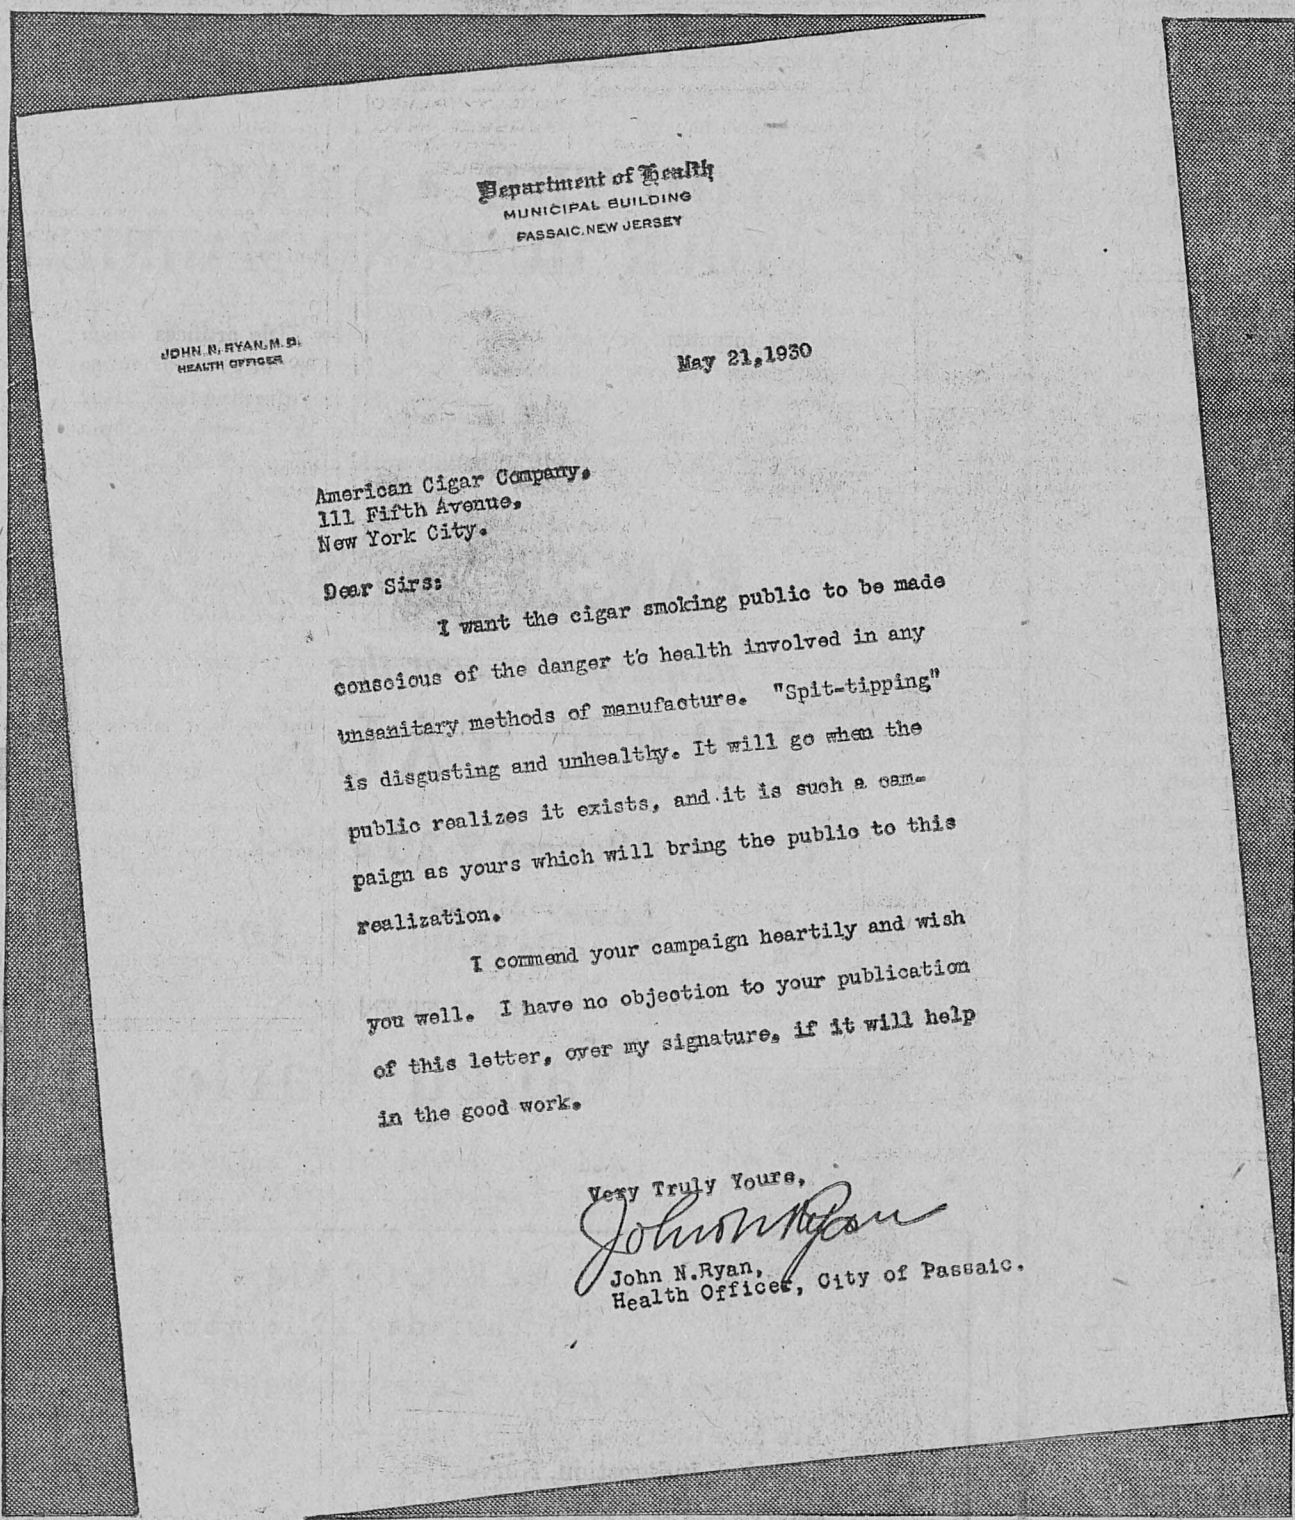 Department of Health
MUNICIPAL BUILDING
PASSAIC, NEW JERSEY
JOHN N. RYAN, M. D.
HEALTH OFFICER
May 21,1930
American Cigar Company,
111 Fifth Avenue,
New York City.
Dear Sirs:
I want the cigar smoking public to be made
conscious of the danger to health involved in any
unsanitary methods of manufacture. "Spit-tipping"
is disgusting and unhealthy. It will go when the
public realizes it exists, and it is such a cam-
paign as yours which will bring the public to this
realization.
I commend your campaign heartily and wish
you well. I have no objection to your publication
of this letter, over my signature, if it will help
in the good work.
Very Truly Yours,
John N Ryan
John N.Ryan,
Health Officer, City of Passaic.